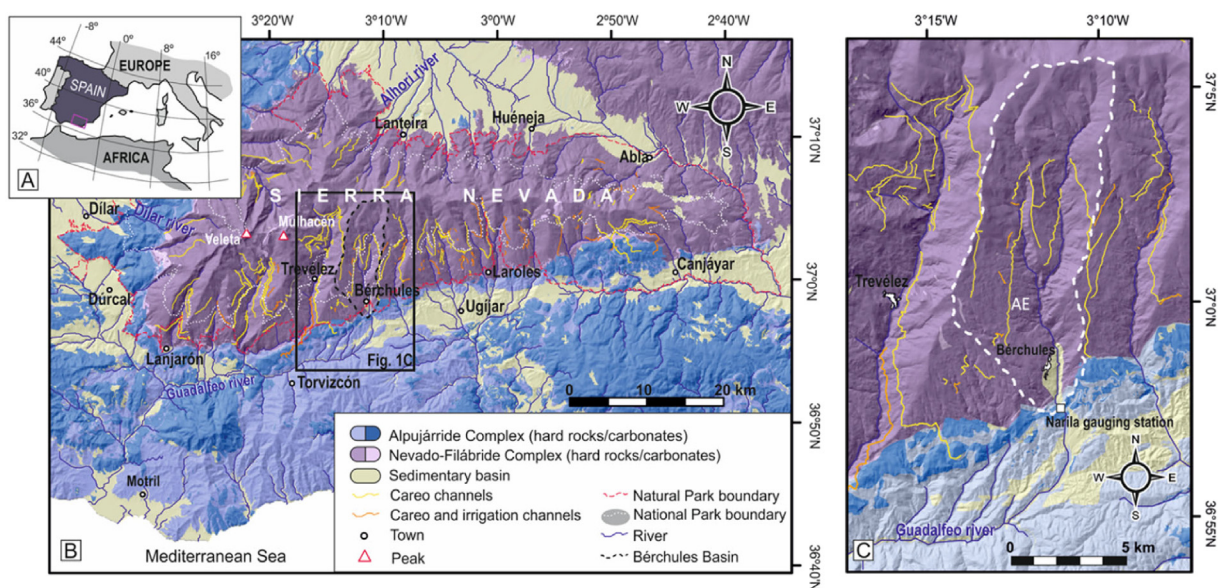 -8° 0° 8° 16°
44°
40°
36°
32°
EUROPE
SPAIN
AFRICA
A
3°20'W 3°10'W 3°0'W 2°50'W
Alhorí river
Lanteira
Huéneja
Abla
N
W E
S
37°10'N
37°0'N
36°50'N
36°40'N
SIERRA NEVADA
Dílar
Dílar river
Veleta
Mulhacén
Trevélez
Bérchules
Laroles
Canjáyar
Dúrcal
Ugíjar
Lanjarón
Fig. 1C
Guadalfeo river
Torvizcón
0 10 20 km
Motril
Mediterranean Sea
B
Alpujárride Complex (hard rocks/carbonates)
Nevado-Filábride Complex (hard rocks/carbonates)
Sedimentary basin
Careo channels
Careo and irrigation channels
Town
Peak
Natural Park boundary
National Park boundary
River
Bérchules Basin
3°15'W 3°10'W
37°5'N
37°0'N
36°55'N
Trevélez
AE
Bérchules
Narila gauging station
N
W E
S
Guadalfeo river
C
0 5 km